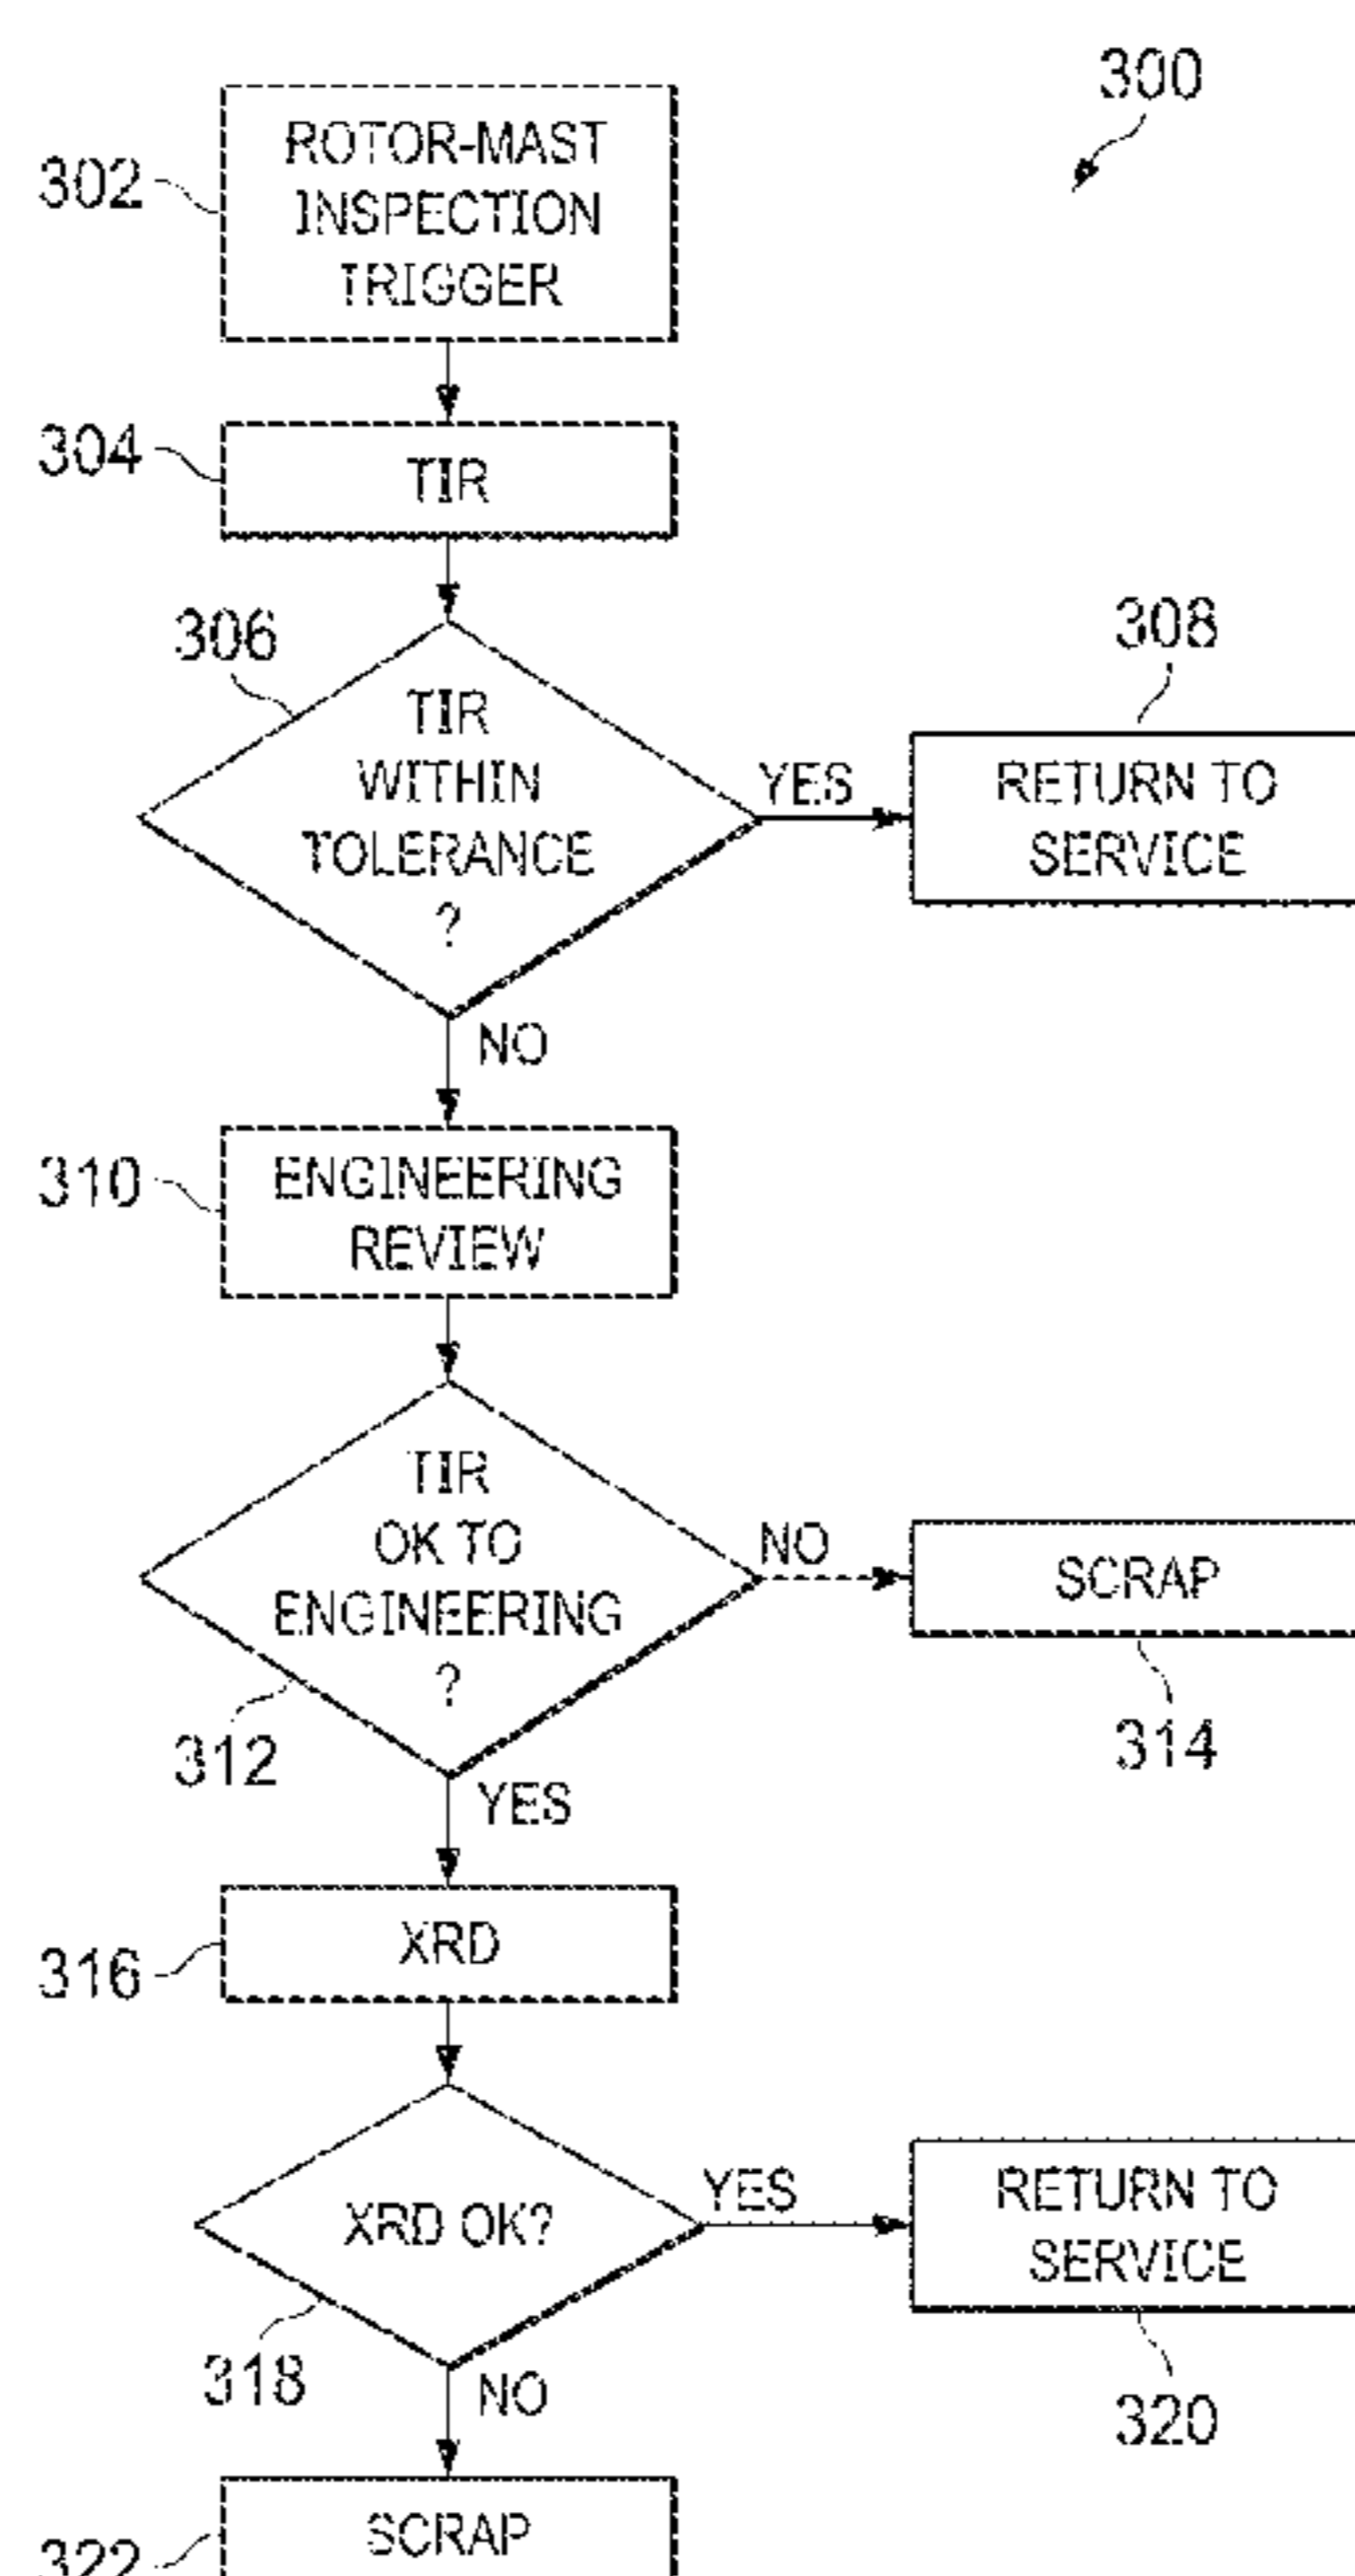 300
302
ROTOR-MAST
INSPECTION
TRIGGER
304
TIR
306
TIR
WITHIN
TOLERANCE
?
YES
308
RETURN TO
SERVICE
NO
310
ENGINEERING
REVIEW
312
TIR
OK TO
ENGINEERING
?
NO
SCRAP
314
YES
316
XRD
318
XRD OK?
YES
RETURN TO
SERVICE
320
NO
322
SCRAP